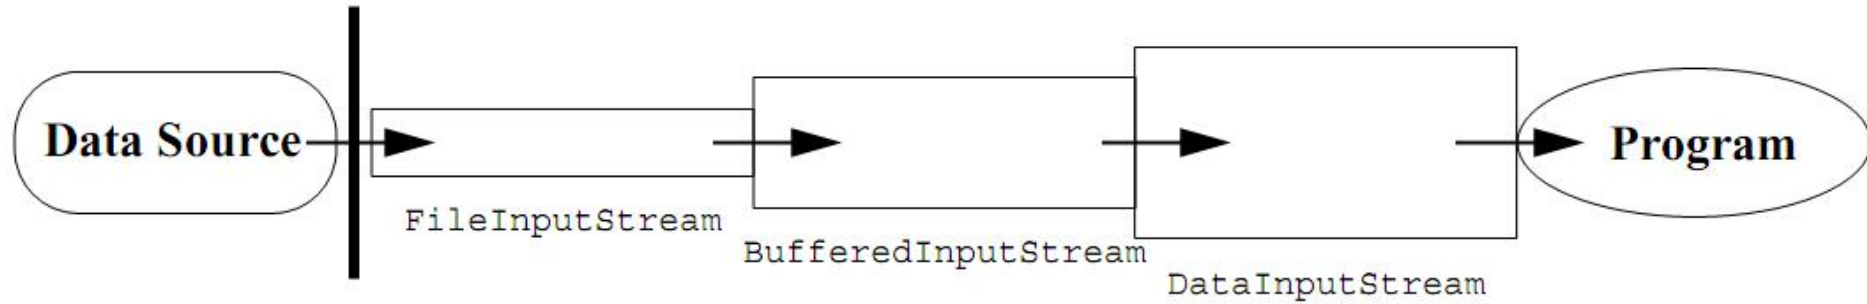 Data Source
FileInputStream
BufferedInputStream
DataInputStream
Program